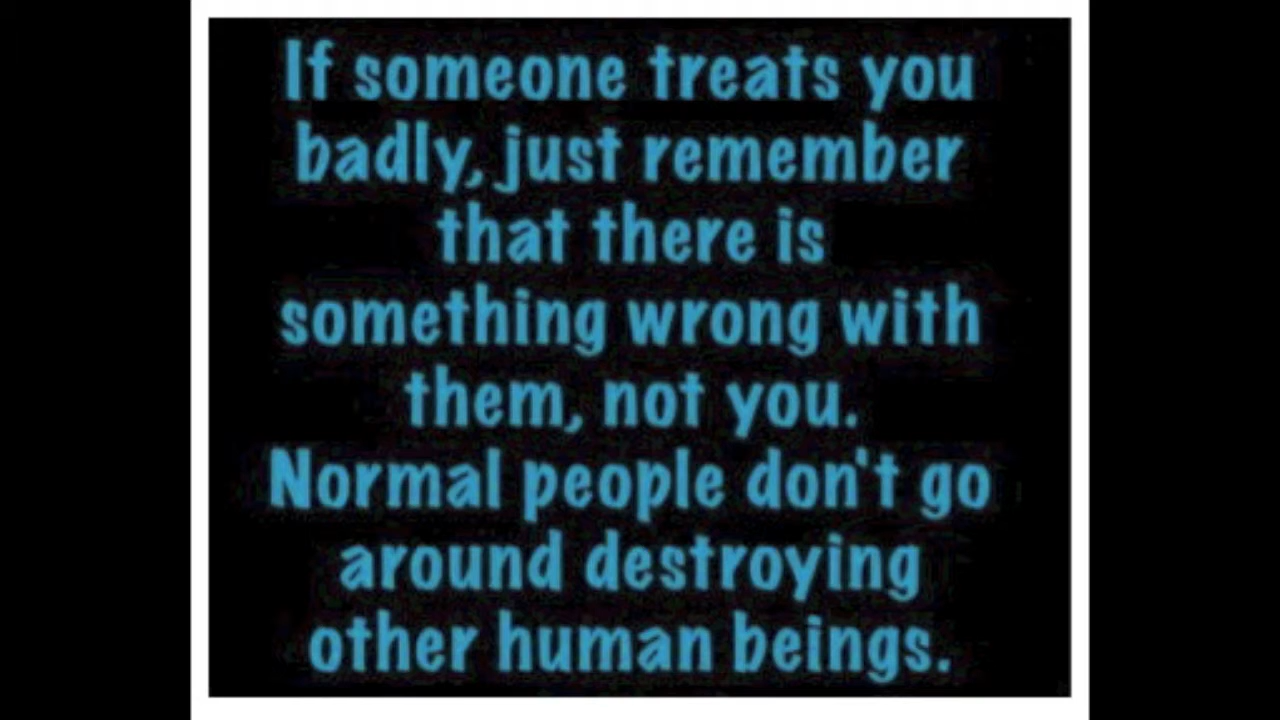 If someone treats you
badly, just remember
that there is
something wrong with
them, not you.
Normal people don't go
around destroying
other human beings.